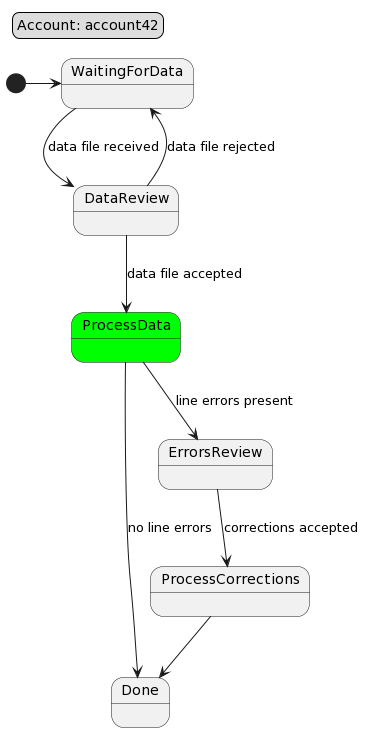 Account: account42
WaitingForData
data file received
data file rejected
DataReview
data file accepted
ProcessData
line errors present
ErrorsReview
no line errors
corrections accepted
ProcessCorrections
Done